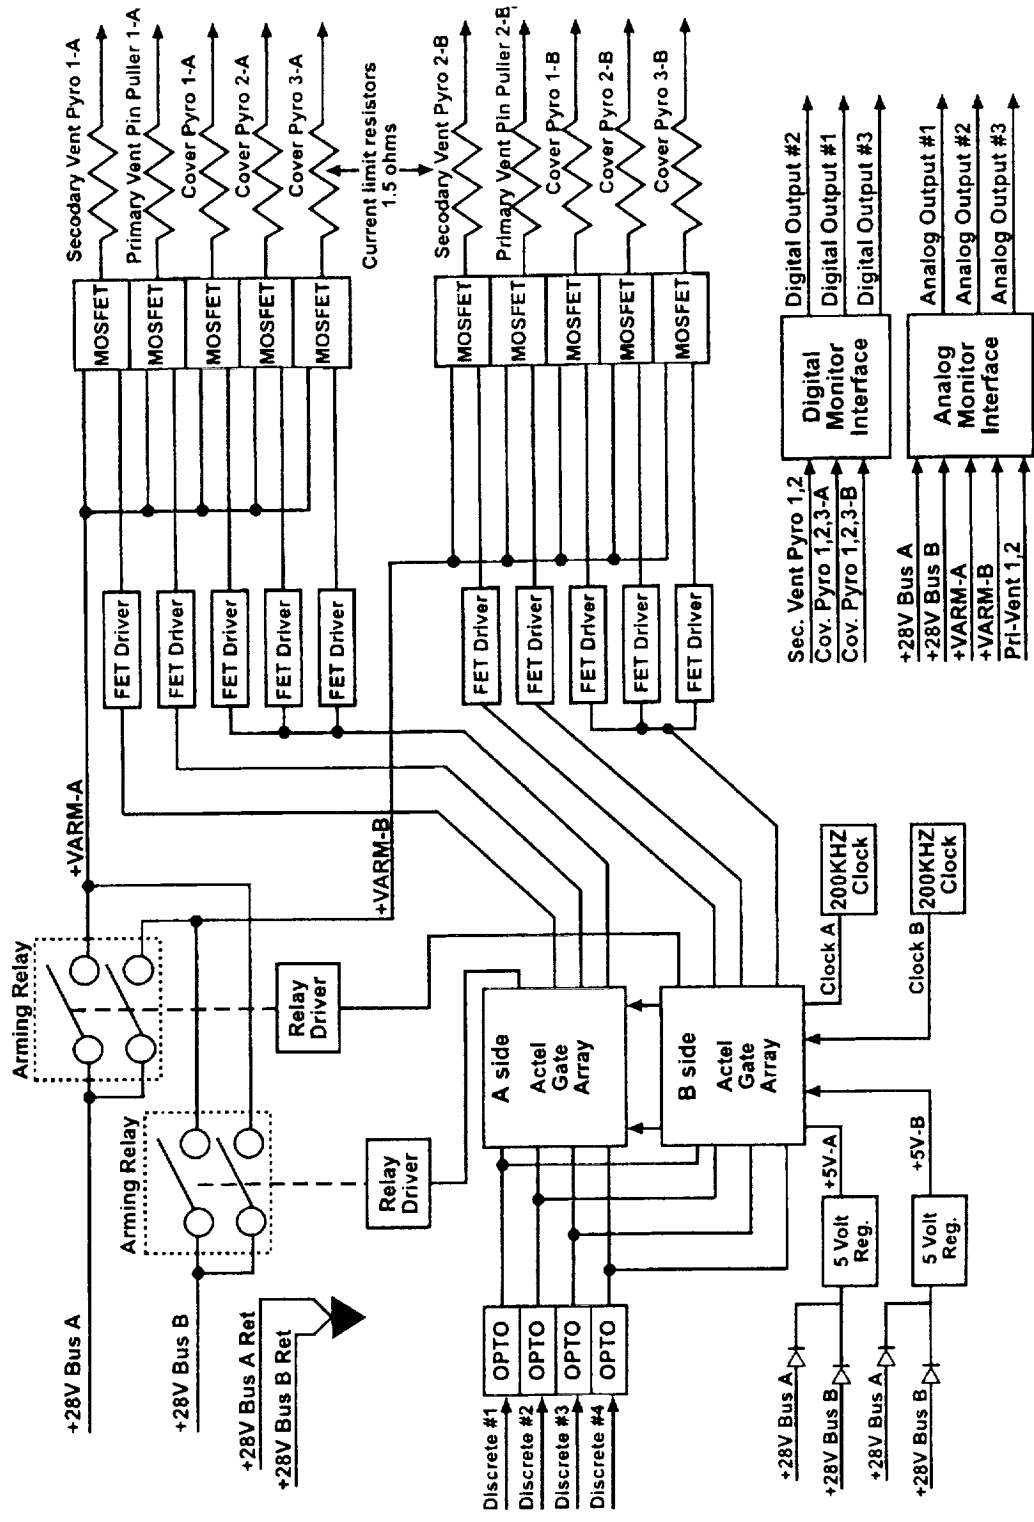 +28V Bus A
+28V Bus B
+28V Bus A Ret
+28V Bus B Ret
Arming Relay
Arming Relay
Relay
Driver
Relay
Driver
+VARM-A
+VARM-B
Discrete #1
Discrete #2
Discrete #3
Discrete #4
OPTO
OPTO
OPTO
OPTO
A side
Actel
Gate
Array
B side
Actel
Gate
Array
+28V Bus A
+28V Bus B
+28V Bus A
+28V Bus B
5 Volt
Reg.
5 Volt
Reg.
+5V-A
+5V-B
Clock A
Clock B
200KHZ
Clock
200KHZ
Clock
FET Driver
FET Driver
FET Driver
FET Driver
FET Driver
FET Driver
FET Driver
FET Driver
FET Driver
FET Driver
MOSFET
MOSFET
MOSFET
MOSFET
MOSFET
MOSFET
MOSFET
MOSFET
MOSFET
MOSFET
Secodary Vent Pyro 1-A
Primary Vent Pin Puller 1-A
Cover Pyro 1-A
Cover Pyro 2-A
Cover Pyro 3-A
Current limit resistors
1.5 ohms
Secodary Vent Pyro 2-B
Primary Vent Pin Puller 2-B
Cover Pyro 1-B
Cover Pyro 2-B
Cover Pyro 3-B
Sec. Vent Pyro 1,2
Cov. Pyro 1,2,3-A
Cov. Pyro 1,2,3-B
Digital
Monitor
Interface
Digital Output #2
Digital Output #1
Digital Output #3
+28V Bus A
+28V Bus B
+VARM-A
+VARM-B
Pri-Vent 1,2
Analog
Monitor
Interface
Analog Output #1
Analog Output #2
Analog Output #3